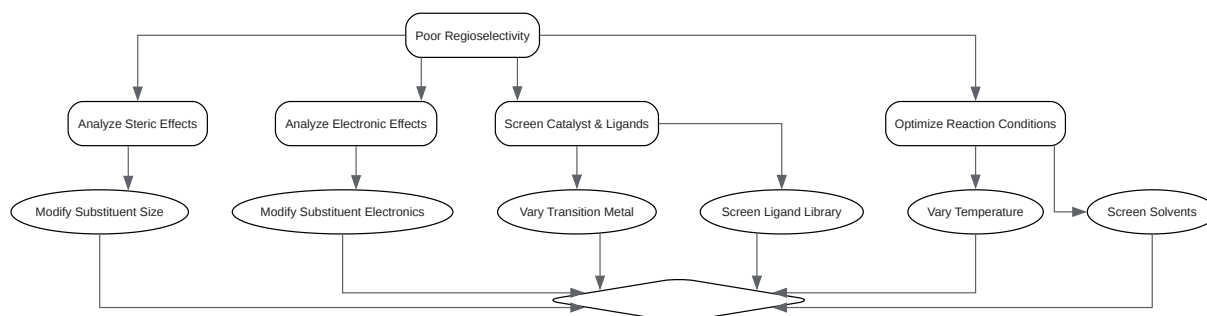 Poor Regioselectivity
Analyze Steric Effects
Analyze Electronic Effects
Screen Catalyst & Ligands
Optimize Reaction Conditions
Modify Substituent Size
Modify Substituent Electronics
Vary Transition Metal
Screen Ligand Library
Vary Temperature
Screen Solvents